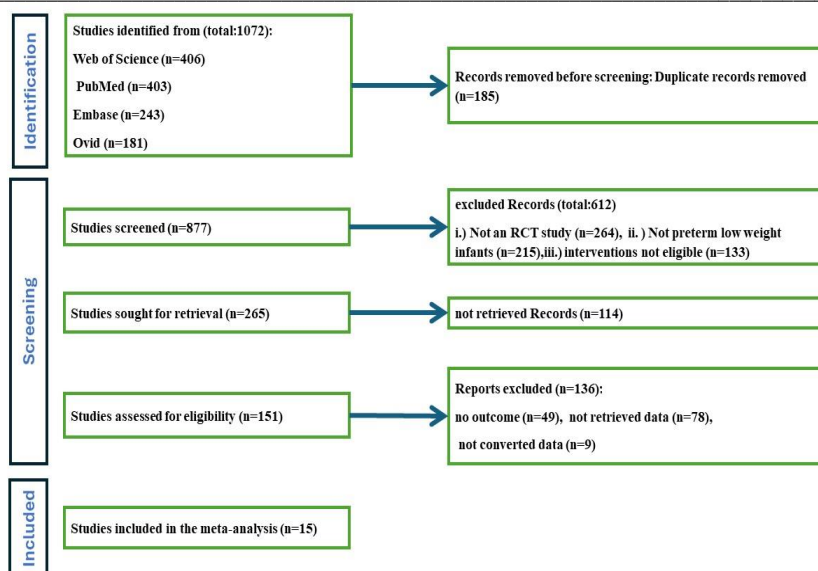 Identification
Studies identified from (total:1072):
Web of Science (n=406)
PubMed (n=403)
Embase (n=243)
Ovid (n=181)
Records removed before screening: Duplicate records removed
(n=185)
Screening
Studies screened (n=877)
excluded Records (total:612)
i.) Not an RCT study (n=264), ii. ) Not preterm low weight
infants (n=215),iii.) interventions not eligible (n=133)
Studies sought for retrieval (n=265)
not retrieved Records (n=114)
Studies assessed for eligibility (n=151)
Reports excluded (n=136):
no outcome (n=49), not retrieved data (n=78),
not converted data (n=9)
Included
Studies included in the meta-analysis (n=15)